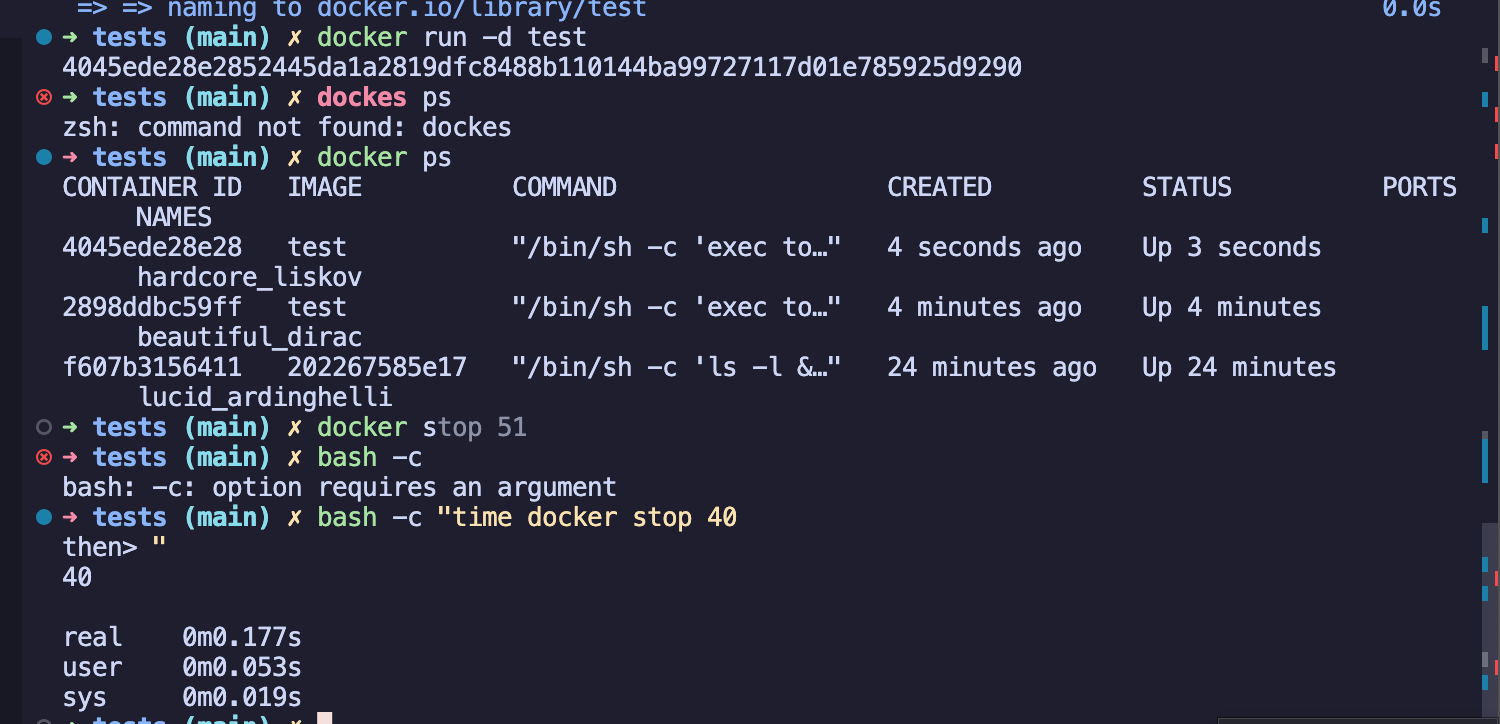 => => naming to docker.io/library/test 0.0s
➜ tests (main) ✗ docker run -d test
4045ede28e2852445da1a2819dfc8488b110144ba99727117d01e785925d9290
➜ tests (main) ✗ dockes ps
zsh: command not found: dockes
➜ tests (main) ✗ docker ps
CONTAINER ID   IMAGE          COMMAND                  CREATED          STATUS          PORTS
     NAMES
4045ede28e28   test           "/bin/sh -c 'exec to…"   4 seconds ago    Up 3 seconds
     hardcore_liskov
2898ddbc59ff   test           "/bin/sh -c 'exec to…"   4 minutes ago    Up 4 minutes
     beautiful_dirac
f607b3156411   202267585e17   "/bin/sh -c 'ls -l &…"   24 minutes ago   Up 24 minutes
     lucid_ardinghelli
➜ tests (main) ✗ docker stop 51
➜ tests (main) ✗ bash -c
bash: -c: option requires an argument
➜ tests (main) ✗ bash -c "time docker stop 40
then> "
40
real    0m0.177s
user    0m0.053s
sys     0m0.019s
➜ tests (main) ✗